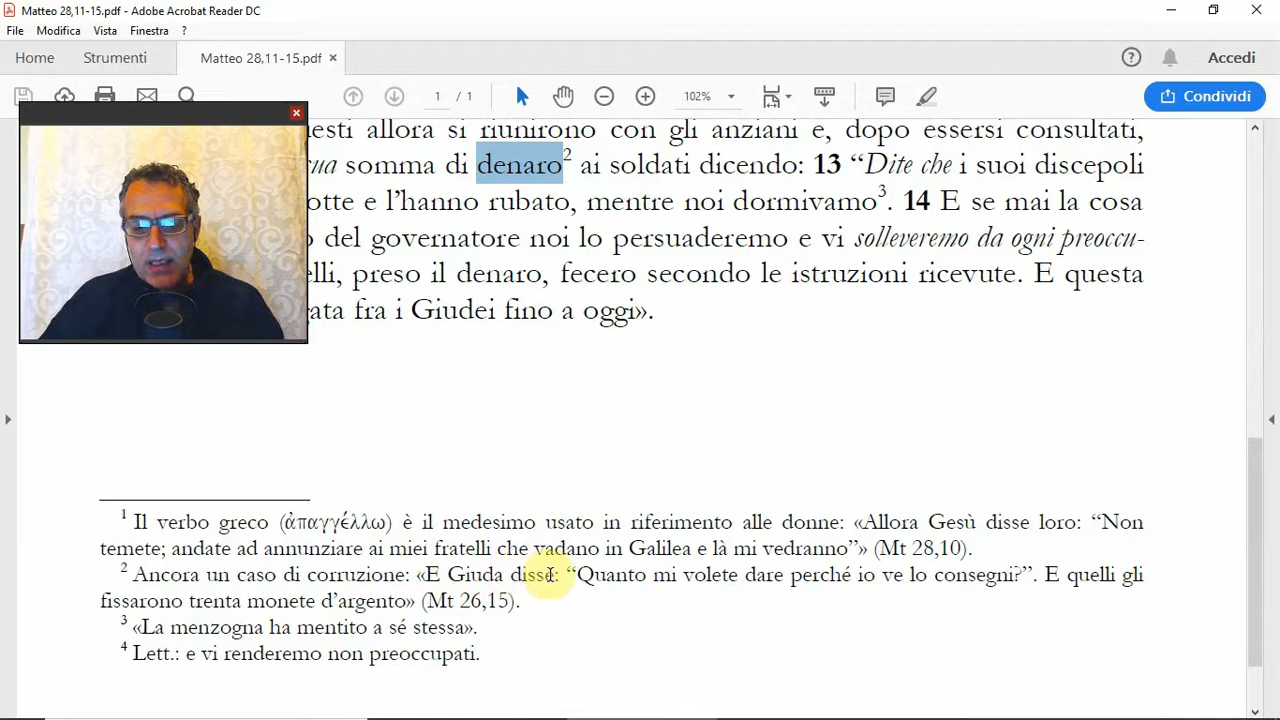 Matteo 28,11-15.pdf - Adobe Acrobat Reader DC
File Modifica Vista Finestra ?
Home Strumenti Matteo 28,11-15.pdf × Accedi
1 / 1 102% Condividi
allora si riunirono con gli anziani e, dopo essersi consultati,
somma di denaro² ai soldati dicendo: 13 “Dite che i suoi discepoli
e l’hanno rubato, mentre noi dormivamo³. 14 E se mai la cosa
del governatore noi lo persuaderemo e vi solleveremo da ogni preoccu-
preso il denaro, fecero secondo le istruzioni ricevute. E questa
fra i Giudei fino a oggi».
¹ Il verbo greco (ἀπαγγέλλω) è il medesimo usato in riferimento alle donne: «Allora Gesù disse loro: “Non
temete; andate ad annunziare ai miei fratelli che vadano in Galilea e là mi vedranno”» (Mt 28,10).
² Ancora un caso di corruzione: «E Giuda disse: “Quanto mi volete dare perché io ve lo consegni?”. E quelli gli
fissarono trenta monete d’argento» (Mt 26,15).
³ «La menzogna ha mentito a sé stessa».
⁴ Lett.: e vi renderemo non preoccupati.